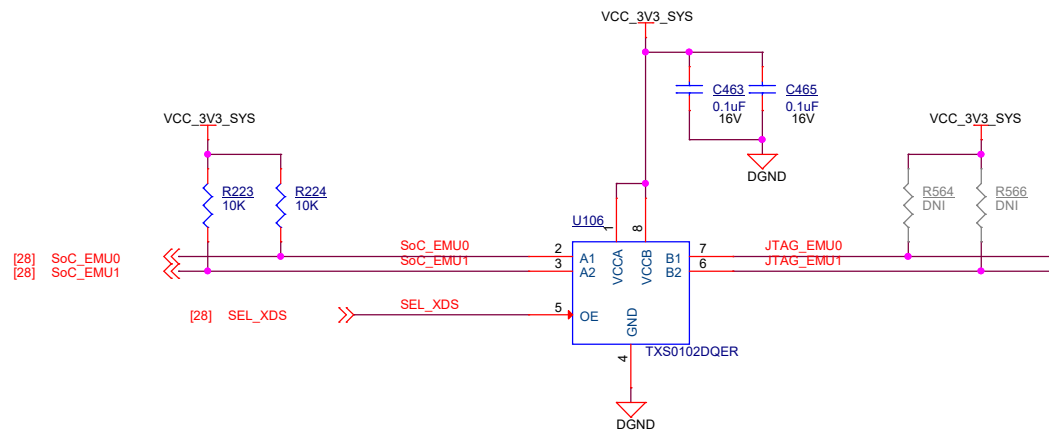 VCC_3V3_SYS
C463
0.1uF
16V
C465
0.1uF
16V
DGND
VCC_3V3_SYS
R223
10K
R224
10K
VCC_3V3_SYS
R564
DNI
R566
DNI
U106
1
8
[28] SoC_EMU0
SoC_EMU0
2
A1
VCCA
VCCB
B1
7
JTAG_EMU0
[28] SoC_EMU1
SoC_EMU1
3
A2
B2
6
JTAG_EMU1
[28] SEL_XDS
SEL_XDS
5
OE
GND
4
TXS0102DQER
DGND